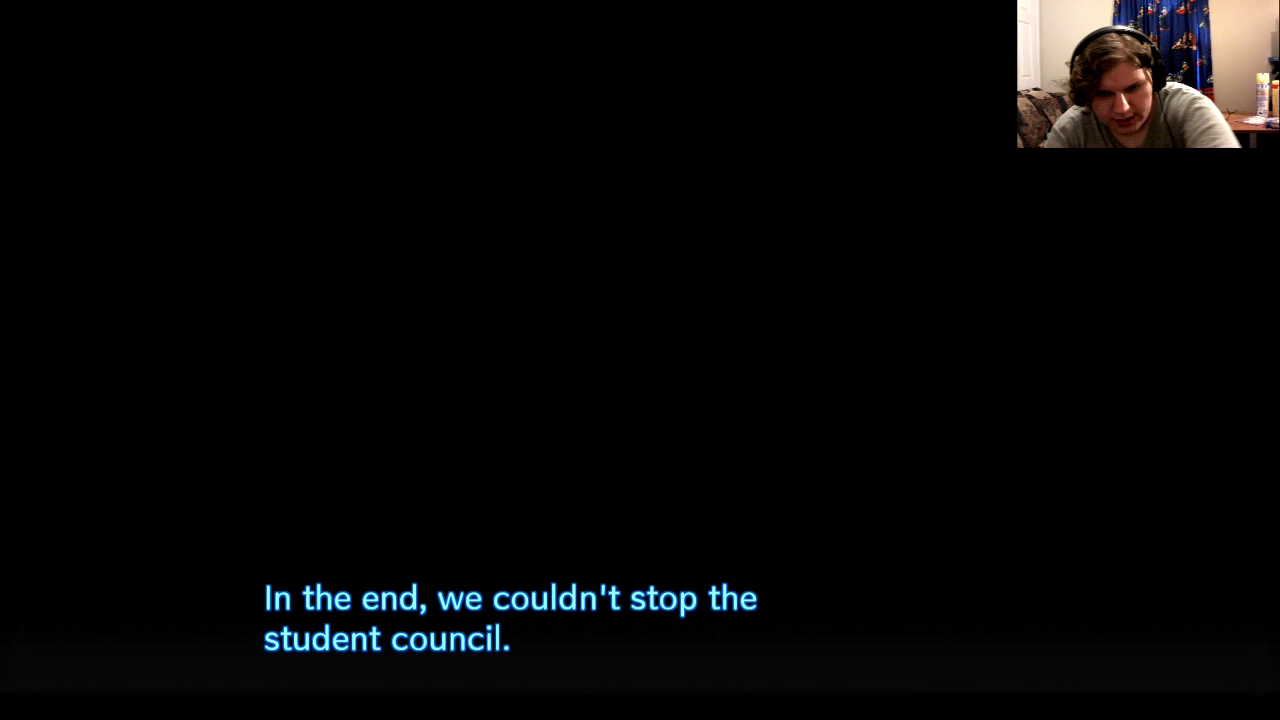 In the end, we couldn't stop the
student council.